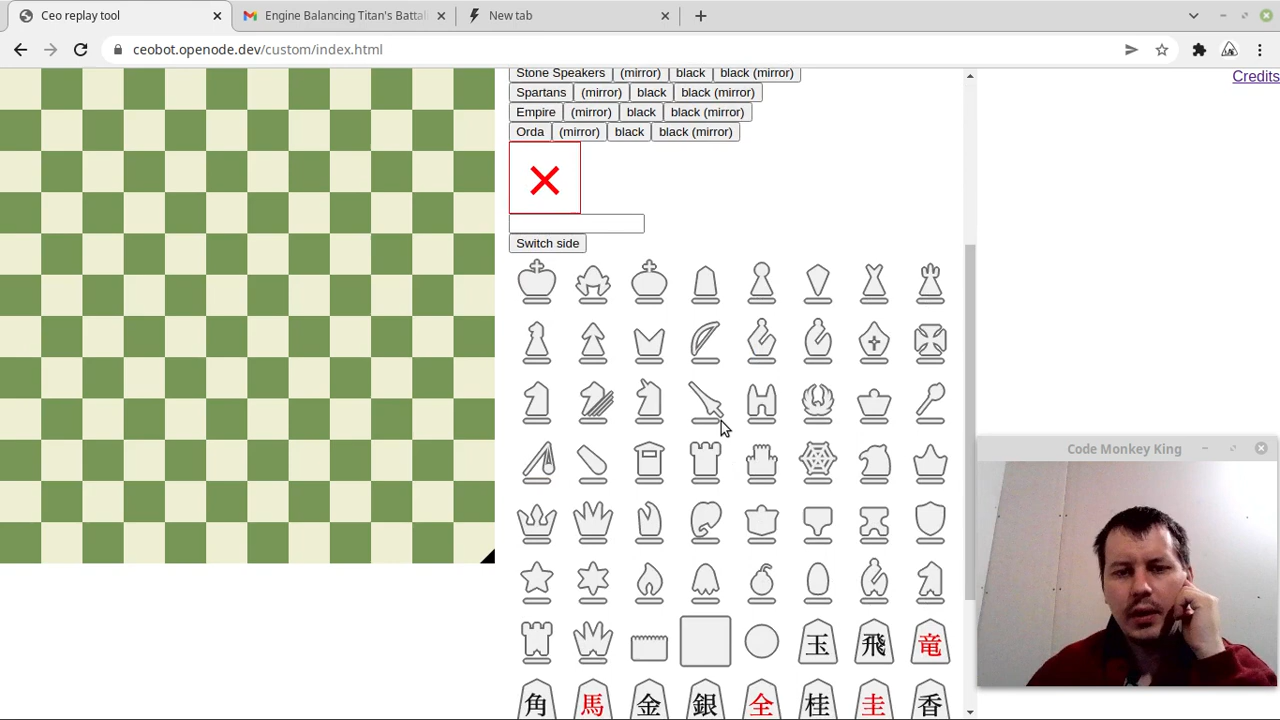 Ceo replay tool
Engine Balancing Titan's Battal
New tab
ceobot.openode.dev/custom/index.html
Credits
Stone Speakers (mirror) black black (mirror)
Spartans (mirror) black black (mirror)
Empire (mirror) black black (mirror)
Orda (mirror) black black (mirror)
Switch side
Code Monkey King
玉 飛 竜
角 馬 金 銀 全 桂 圭 香